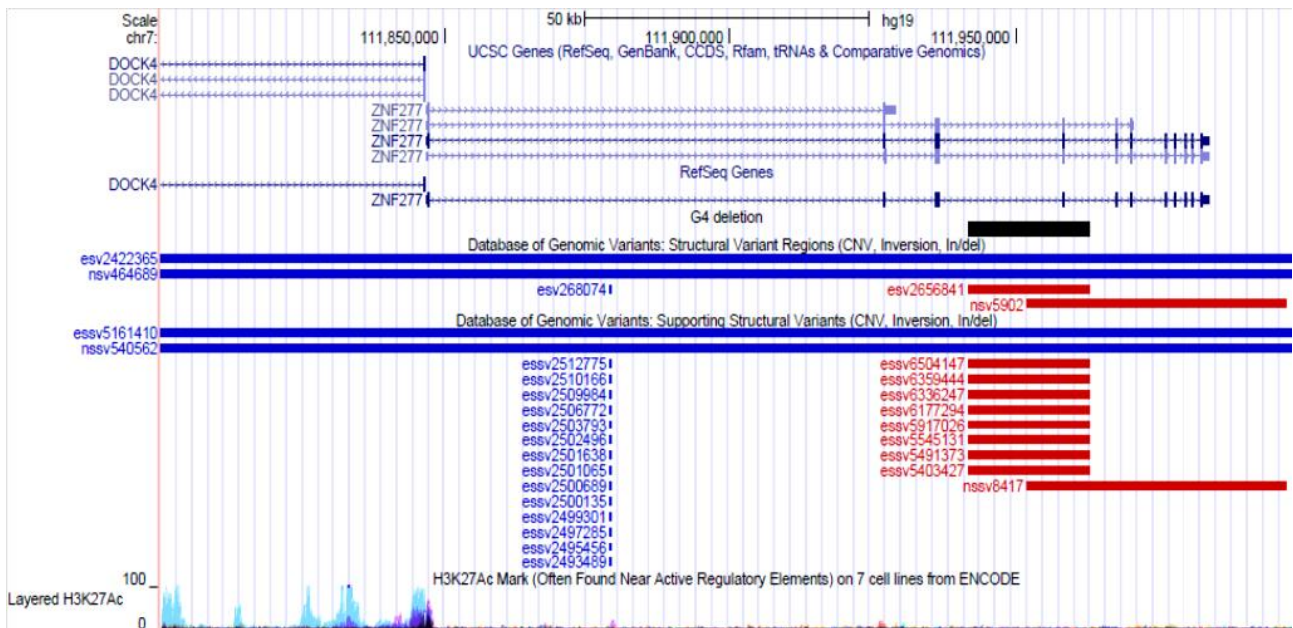 Scale 50 kb hg19
chr7: 111,850,000 111,900,000 111,950,000
UCSC Genes (RefSeq, GenBank, CCDS, Rfam, tRNAs & Comparative Genomics)
DOCK4
DOCK4
DOCK4
ZNF277
ZNF277
ZNF277
ZNF277
RefSeq Genes
DOCK4
ZNF277
G4 deletion
Database of Genomic Variants: Structural Variant Regions (CNV, Inversion, In/del)
esv2422365
nsv464689
esv268074 esv2656841
nsv5902
Database of Genomic Variants: Supporting Structural Variants (CNV, Inversion, In/del)
essv5161410
nssv540562
essv2512775 essv6504147
essv2510166 essv6359444
essv2509984 essv6336247
essv2506772 essv6177294
essv2503793 essv5917026
essv2502496 essv5545131
essv2501638 essv5491373
essv2501065 essv5403427
essv2500689 nssv8417
essv2500135
essv2499301
essv2497285
essv2495456
essv2493489
H3K27Ac Mark (Often Found Near Active Regulatory Elements) on 7 cell lines from ENCODE
100
Layered H3K27Ac
0